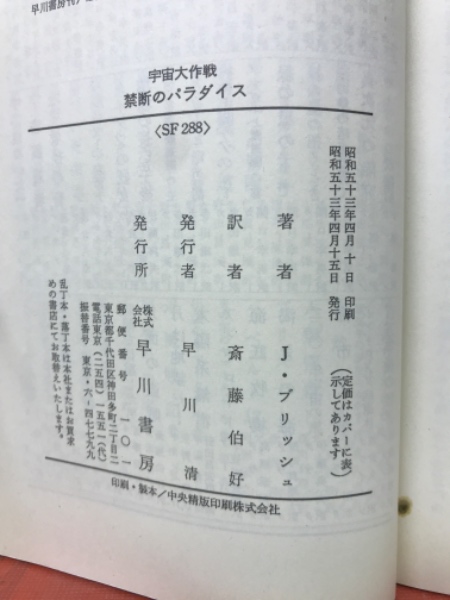 宇宙大作戦
禁断のパラダイス
〈SF 288〉
昭和五十三年四月 十日 印刷
昭和五十三年四月十五日 発行
(定価はカバーに表
示してあります)
著者 J・ブリッシュ
訳者 斎藤伯好
発行者 早川清
発行所 株式会社 早川書房
郵便番号 一〇一
東京都千代田区神田多町二丁目二
電話東京(二五四)一五五一(代)
振替番号 東京・六-四七七九九
乱丁本・落丁本は本社またはお買求
めの書店にてお取替えいたします。
印刷・製本/中央精版印刷株式会社